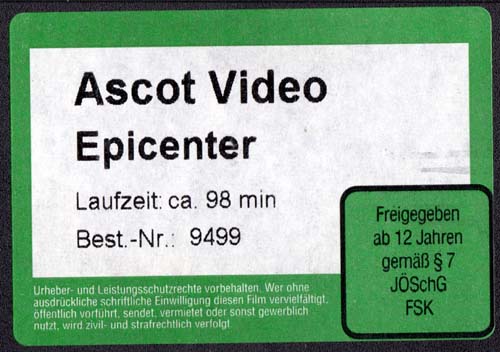 Ascot Video
Epicenter
Laufzeit: ca. 98 min
Best.-Nr.: 9499
Freigegeben
ab 12 Jahren
gemäß § 7
JÖSchG
FSK
Urheber- und Leistungsschutzrechte vorbehalten. Wer ohne
ausdrückliche schriftliche Einwilligung diesen Film vervielfältigt,
öffentlich vorführt, sendet, vermietet oder sonst gewerblich
nutzt, wird zivil- und strafrechtlich verfolgt.